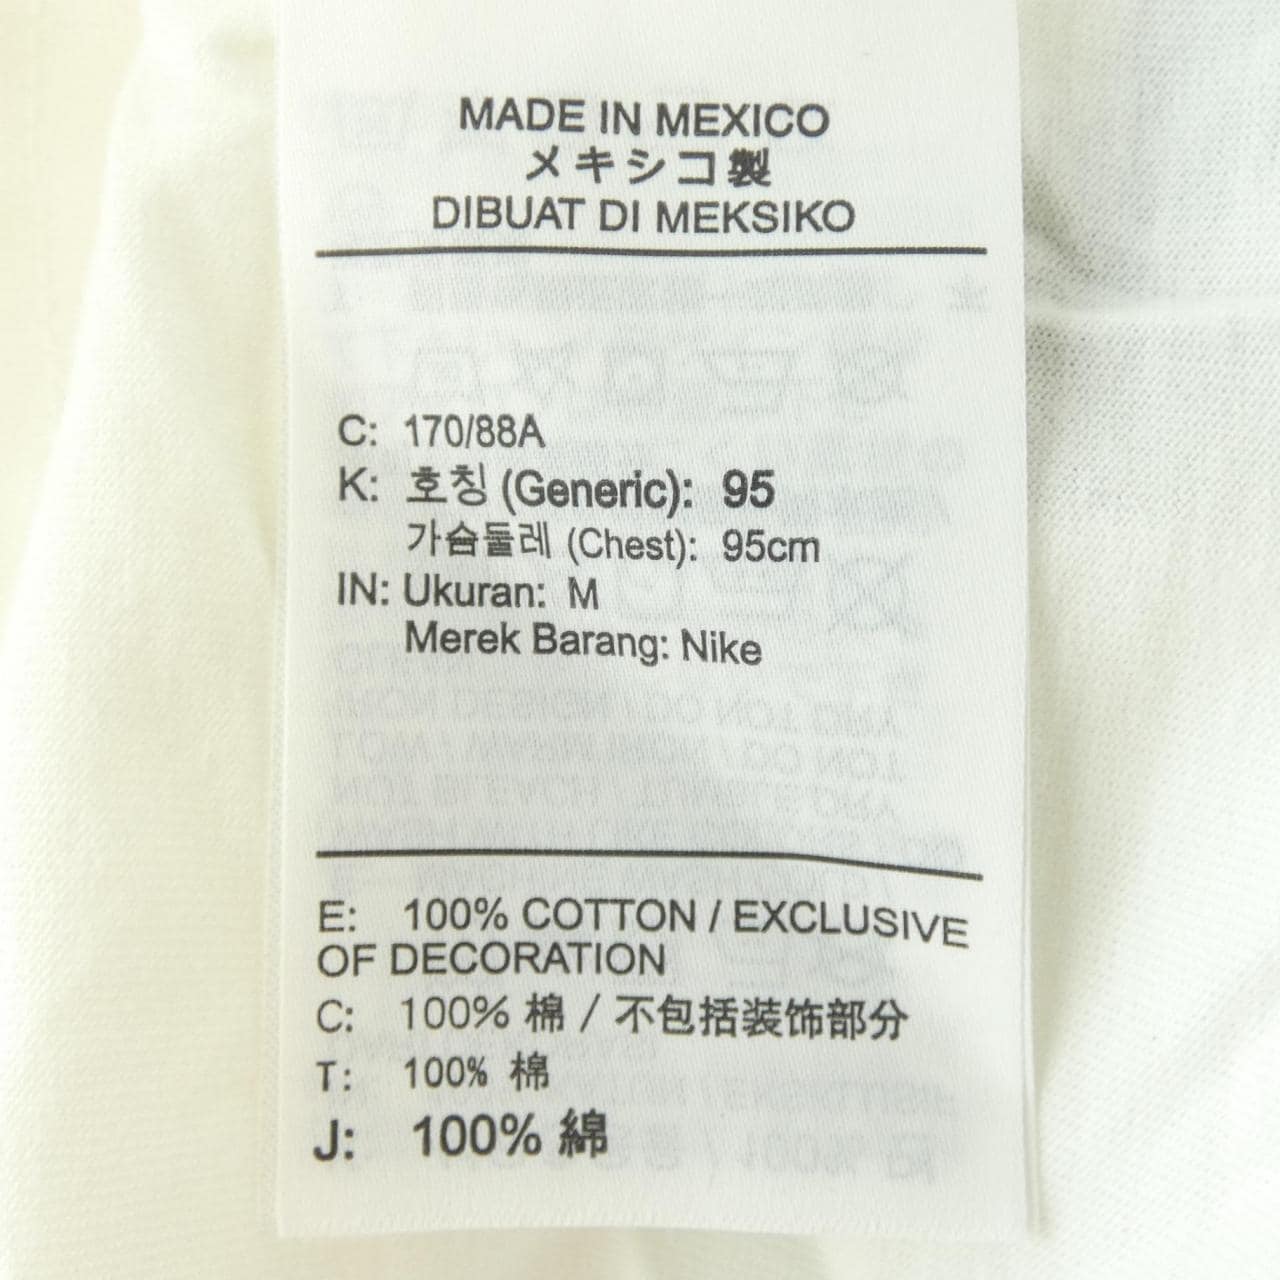 MADE IN MEXICO
メキシコ製
DIBUAT DI MEKSIKO
C: 170/88A
K: 호칭 (Generic): 95
가슴둘레 (Chest): 95cm
IN: Ukuran: M
Merek Barang: Nike
E: 100% COTTON / EXCLUSIVE
OF DECORATION
C: 100% 棉 / 不包括装饰部分
T: 100% 棉
J: 100% 綿